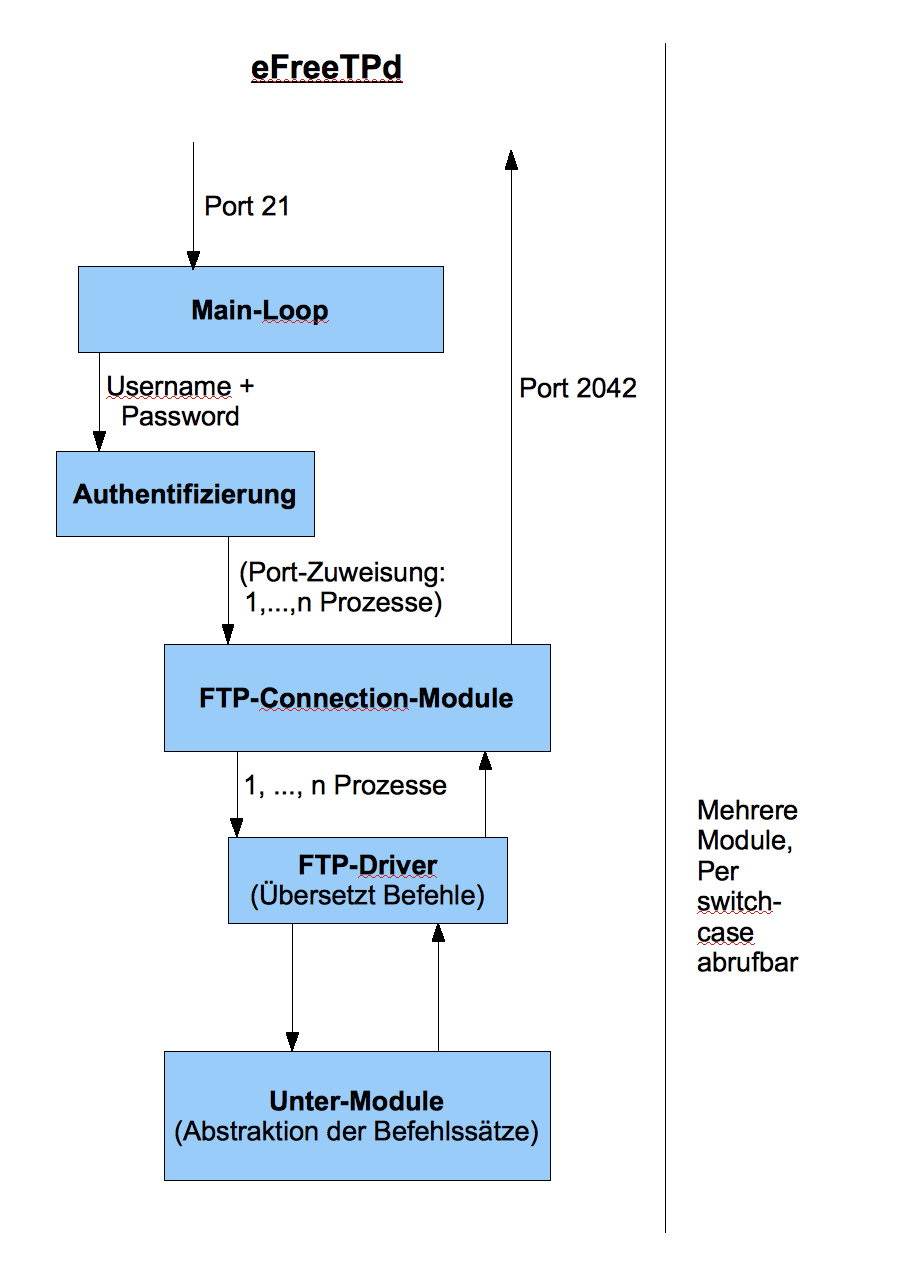 eFreeTPd
Port 21
Main-Loop
Username +
Password
Port 2042
Authentifizierung
(Port-Zuweisung:
1,...,n Prozesse)
FTP-Connection-Module
1, ..., n Prozesse
FTP-Driver
(Übersetzt Befehle)
Mehrere
Module,
Per
switch-
case
abrufbar
Unter-Module
(Abstraktion der Befehlssätze)